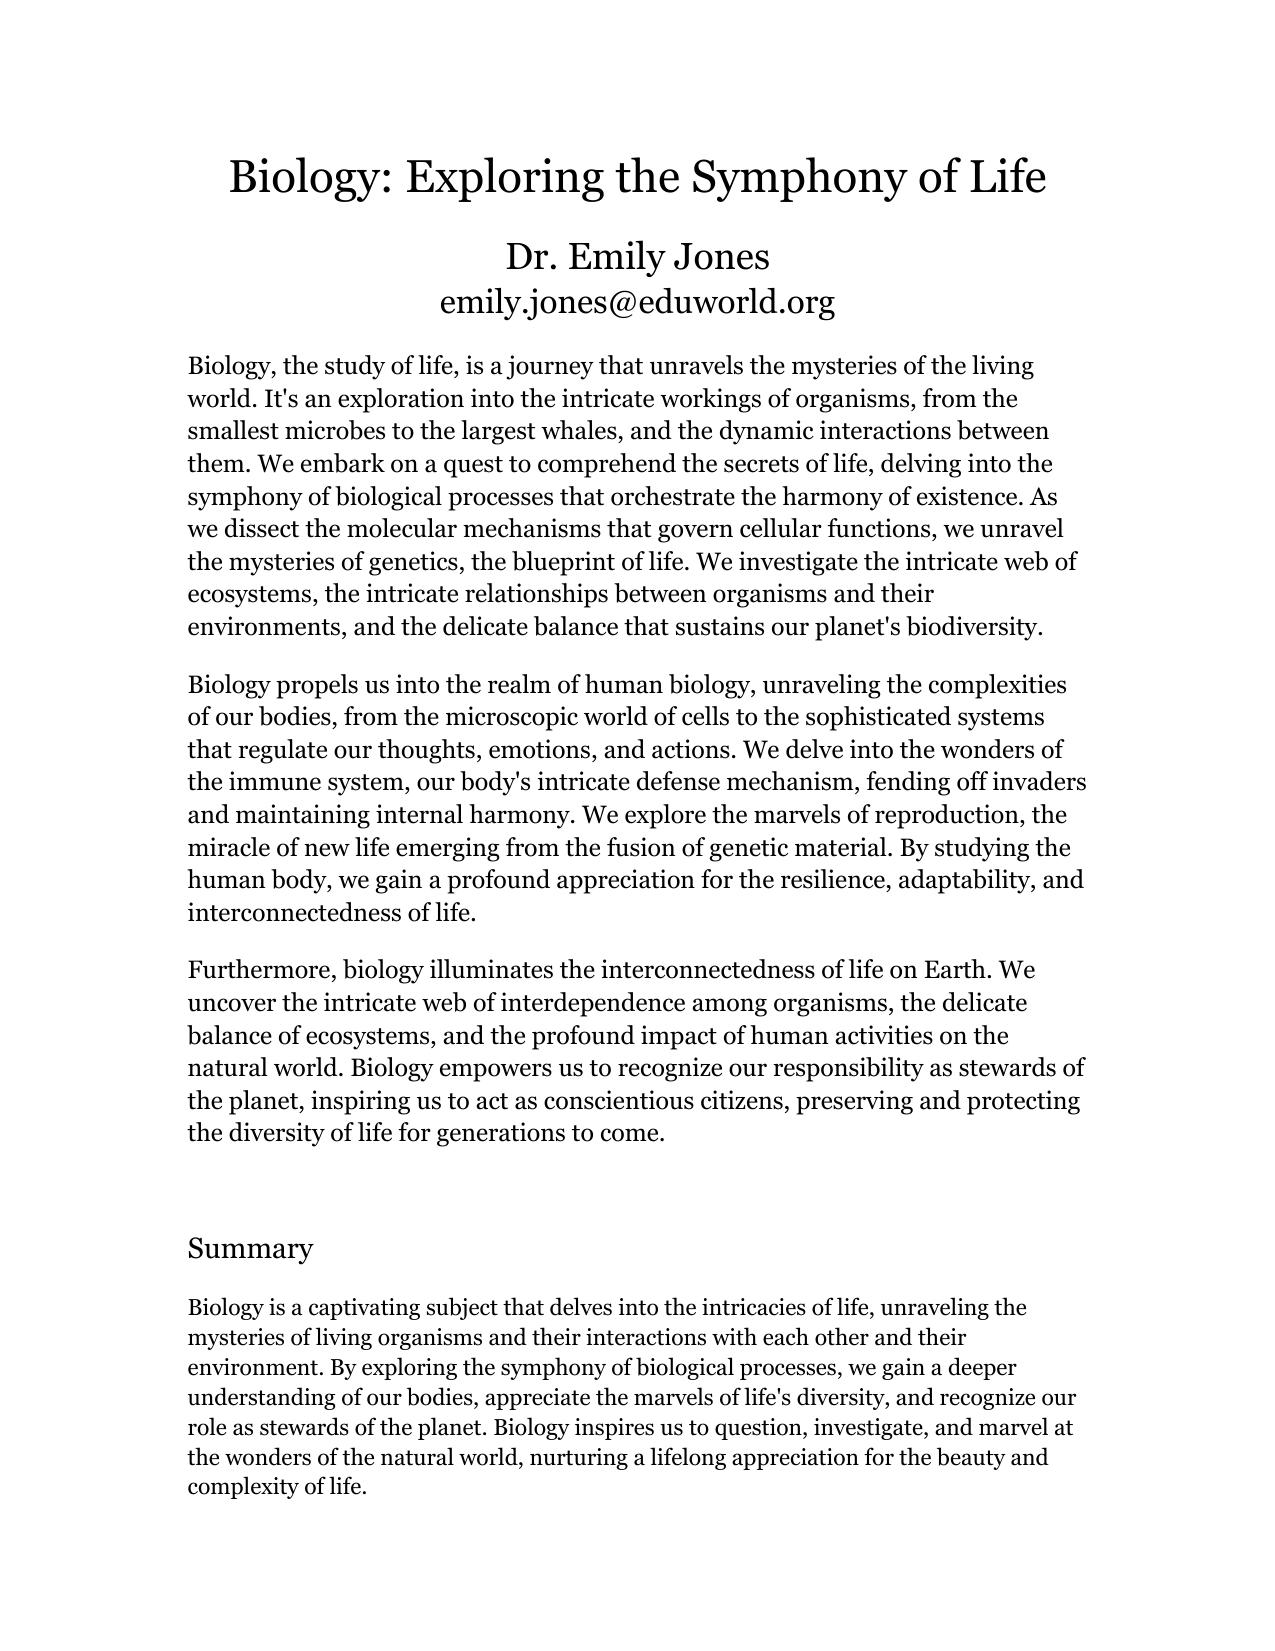 Biology: Exploring the Symphony of Life
Dr. Emily Jones
emily.jones@eduworld.org
Biology, the study of life, is a journey that unravels the mysteries of the living
world. It's an exploration into the intricate workings of organisms, from the
smallest microbes to the largest whales, and the dynamic interactions between
them. We embark on a quest to comprehend the secrets of life, delving into the
symphony of biological processes that orchestrate the harmony of existence. As
we dissect the molecular mechanisms that govern cellular functions, we unravel
the mysteries of genetics, the blueprint of life. We investigate the intricate web of
ecosystems, the intricate relationships between organisms and their
environments, and the delicate balance that sustains our planet's biodiversity.
Biology propels us into the realm of human biology, unraveling the complexities
of our bodies, from the microscopic world of cells to the sophisticated systems
that regulate our thoughts, emotions, and actions. We delve into the wonders of
the immune system, our body's intricate defense mechanism, fending off invaders
and maintaining internal harmony. We explore the marvels of reproduction, the
miracle of new life emerging from the fusion of genetic material. By studying the
human body, we gain a profound appreciation for the resilience, adaptability, and
interconnectedness of life.
Furthermore, biology illuminates the interconnectedness of life on Earth. We
uncover the intricate web of interdependence among organisms, the delicate
balance of ecosystems, and the profound impact of human activities on the
natural world. Biology empowers us to recognize our responsibility as stewards of
the planet, inspiring us to act as conscientious citizens, preserving and protecting
the diversity of life for generations to come.
Summary
Biology is a captivating subject that delves into the intricacies of life, unraveling the
mysteries of living organisms and their interactions with each other and their
environment. By exploring the symphony of biological processes, we gain a deeper
understanding of our bodies, appreciate the marvels of life's diversity, and recognize our
role as stewards of the planet. Biology inspires us to question, investigate, and marvel at
the wonders of the natural world, nurturing a lifelong appreciation for the beauty and
complexity of life.